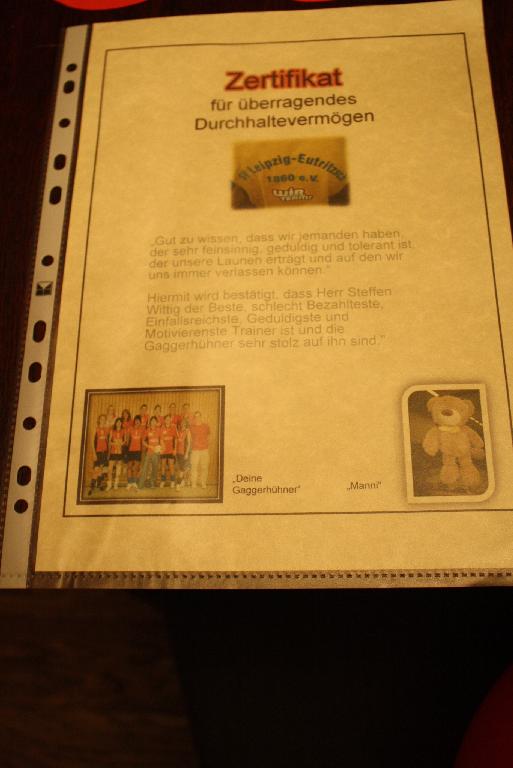 Zertifikat
für überragendes
Durchhaltevermögen
Leipzig-Eutritzsch
1860 e.V.
wir
„Gut zu wissen, dass wir jemanden haben,
der sehr feinsinnig, geduldig und tolerant ist,
der unsere Launen erträgt und auf den wir
uns immer verlassen können.“
Hiermit wird bestätigt, dass Herr Steffen
Wittig der Beste, schlecht Bezahlteste,
Einfallsreichste, Geduldigste und
Motivierenste Trainer ist und die
Gaggerhühner sehr stolz auf ihn sind.“
„Deine
Gaggerhühner“
„Manni“